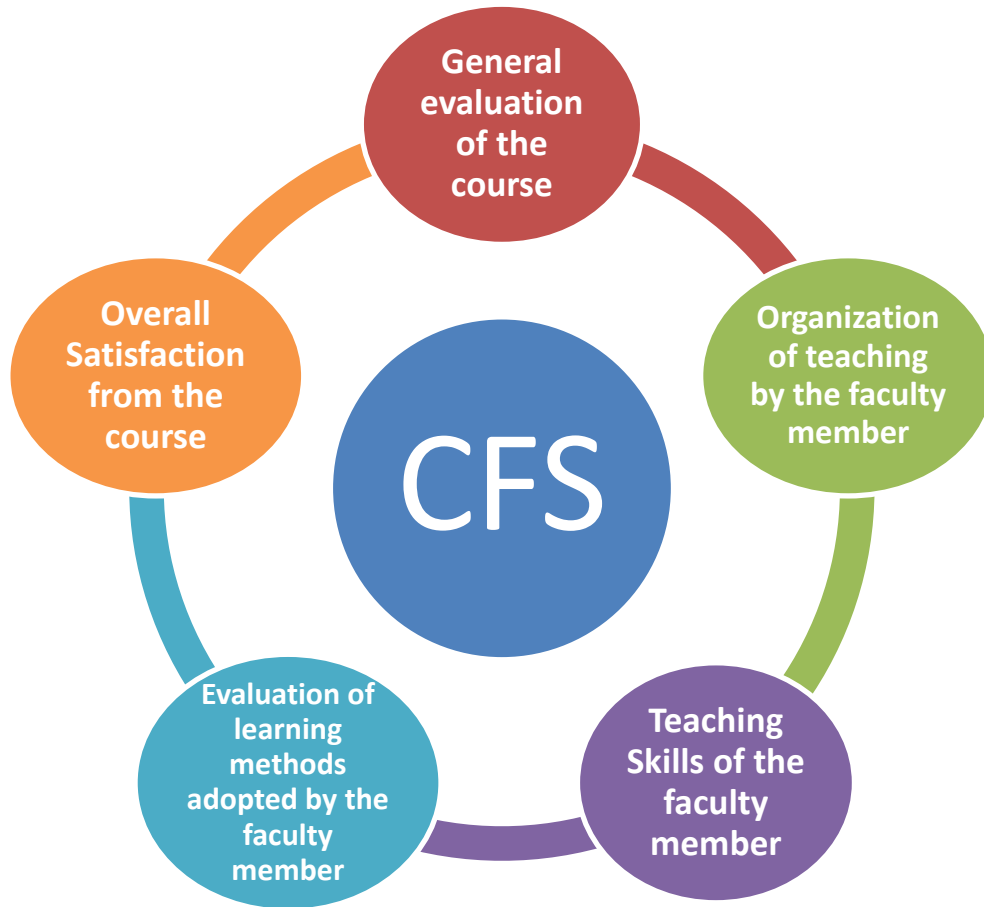 General
evaluation
of the
course
Organization
of teaching
by the faculty
member
Teaching
Skills of the
faculty
member
Evaluation of
learning
methods
adopted by the
faculty
member
Overall
Satisfaction
from the
course
CFS